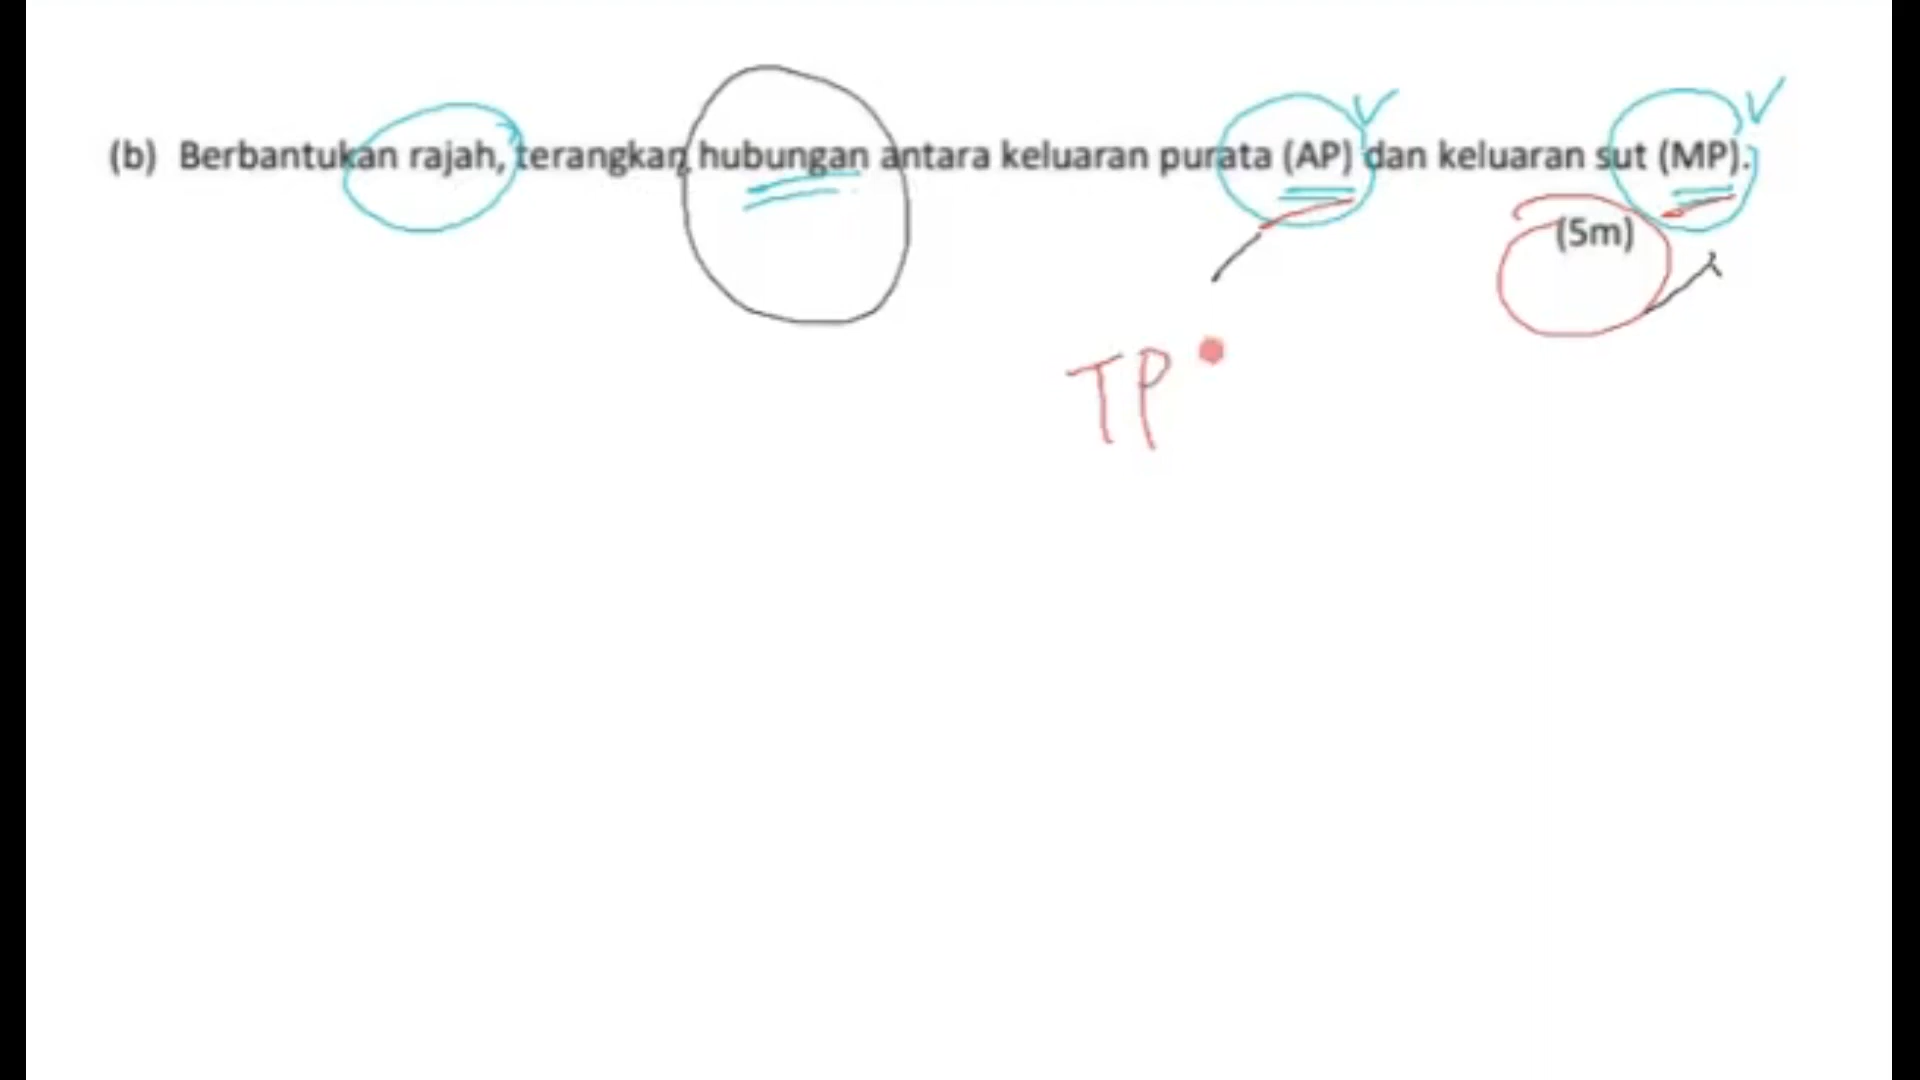 (b) Berbantukan rajah, terangkan hubungan antara keluaran purata (AP) dan keluaran sut (MP).
(5m)
TP